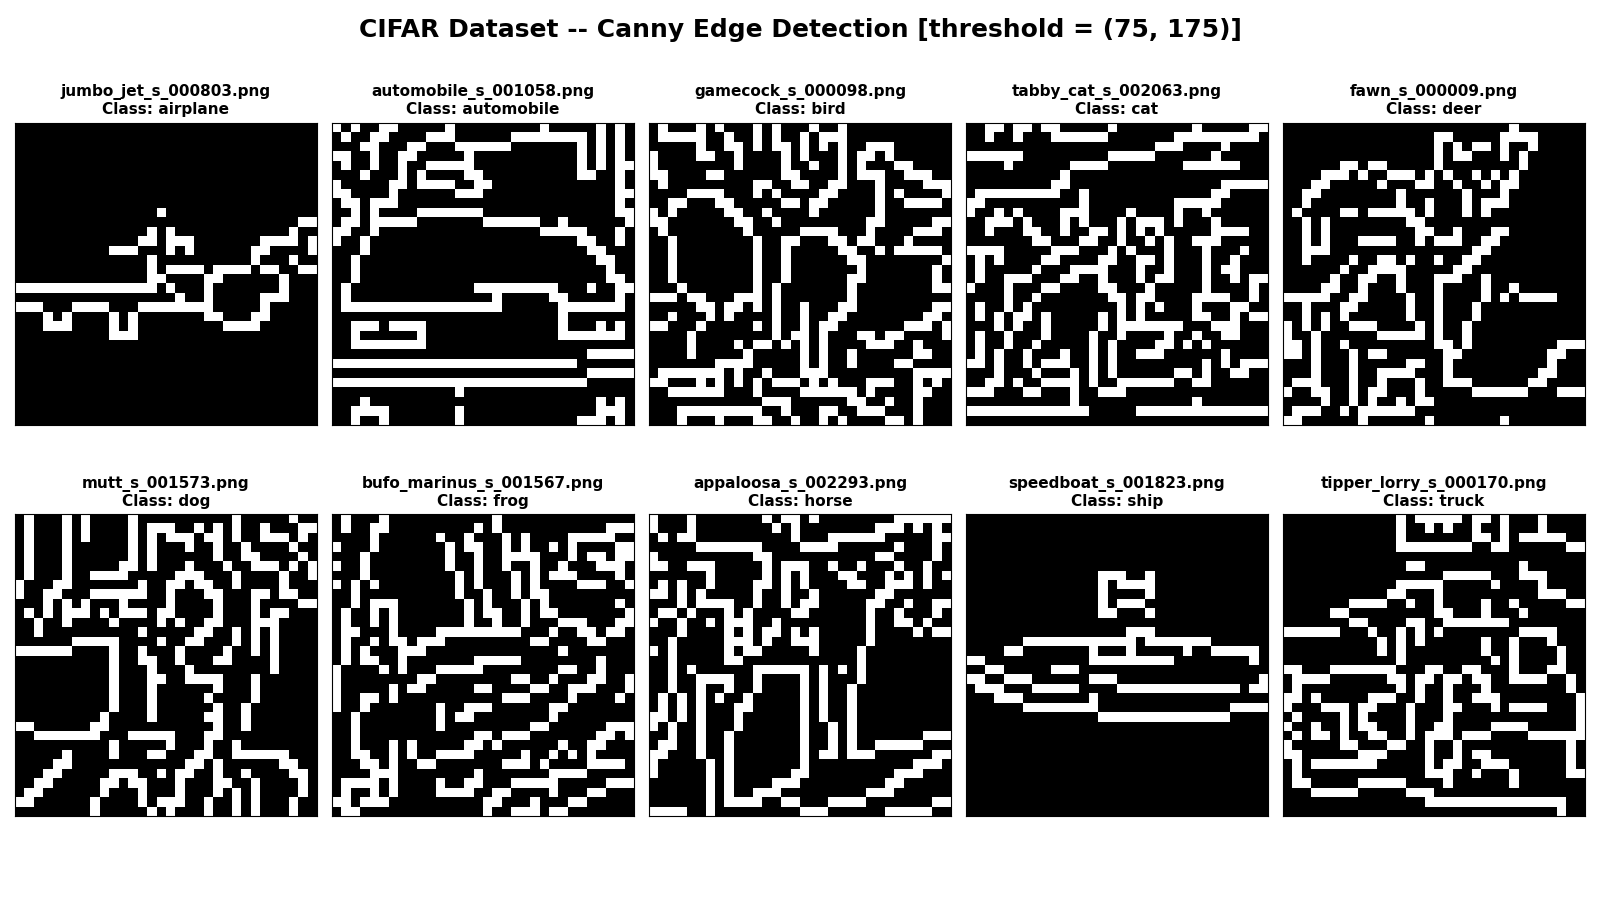 CIFAR Dataset -- Canny Edge Detection [threshold = (75, 175)]
jumbo_jet_s_000803.png
Class: airplane
automobile_s_001058.png
Class: automobile
gamecock_s_000098.png
Class: bird
tabby_cat_s_002063.png
Class: cat
fawn_s_000009.png
Class: deer
mutt_s_001573.png
Class: dog
bufo_marinus_s_001567.png
Class: frog
appaloosa_s_002293.png
Class: horse
speedboat_s_001823.png
Class: ship
tipper_lorry_s_000170.png
Class: truck